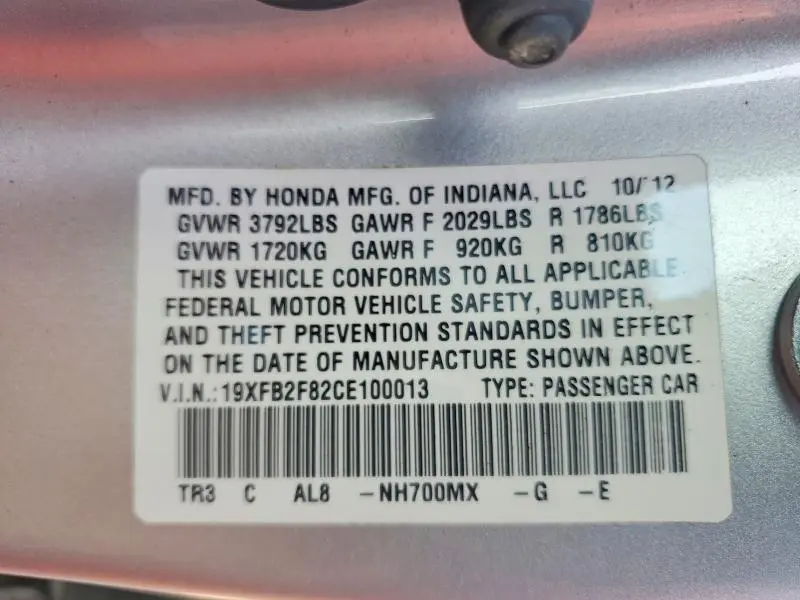 MFD. BY HONDA MFG. OF INDIANA, LLC 10/12
GVWR 3792LBS GAWR F 2029LBS R 1786LBS
GVWR 1720KG GAWR F 920KG R 810KG
THIS VEHICLE CONFORMS TO ALL APPLICABLE
FEDERAL MOTOR VEHICLE SAFETY, BUMPER,
AND THEFT PREVENTION STANDARDS IN EFFECT
ON THE DATE OF MANUFACTURE SHOWN ABOVE.
V.I.N.:19XFB2F82CE100013 TYPE: PASSENGER CAR
TR3 C AL8 -NH700MX -G -E